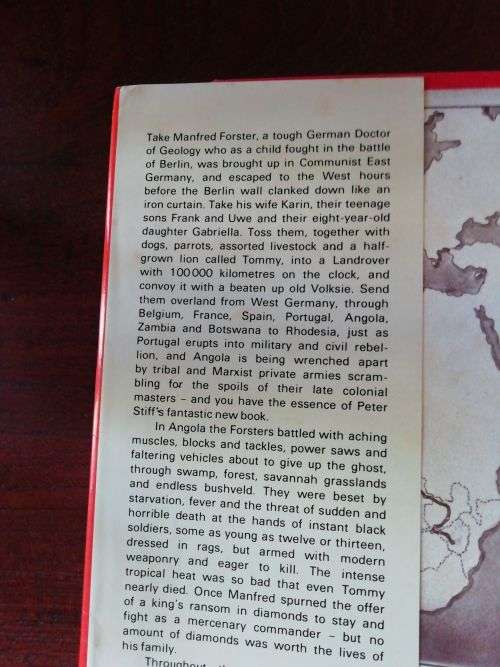 Take Manfred Forster, a tough German Doctor
of Geology who as a child fought in the battle
of Berlin, was brought up in Communist East
Germany, and escaped to the West hours
before the Berlin wall clanked down like an
iron curtain. Take his wife Karin, their teenage
sons Frank and Uwe and their eight-year-old
daughter Gabriella. Toss them, together with
dogs, parrots, assorted livestock and a half-
grown lion called Tommy, into a Landrover
with 100 000 kilometres on the clock, and
convoy it with a beaten up old Volksie. Send
them overland from West Germany, through
Belgium, France, Spain, Portugal, Angola,
Zambia and Botswana to Rhodesia, just as
Portugal erupts into military and civil rebel-
lion, and Angola is being wrenched apart
by tribal and Marxist private armies scram-
bling for the spoils of their late colonial
masters – and you have the essence of Peter
Stiff's fantastic new book.
In Angola the Forsters battled with aching
muscles, blocks and tackles, power saws and
faltering vehicles about to give up the ghost,
through swamp, forest, savannah grasslands
and endless bushveld. They were beset by
starvation, fever and the threat of sudden and
horrible death at the hands of instant black
soldiers, some as young as twelve or thirteen,
dressed in rags, but armed with modern
weaponry and eager to kill. The intense
tropical heat was so bad that even Tommy
nearly died. Once Manfred spurned the offer
of a king's ransom in diamonds to stay and
fight as a mercenary commander – but no
amount of diamonds was worth the lives of
his family.
Throughout